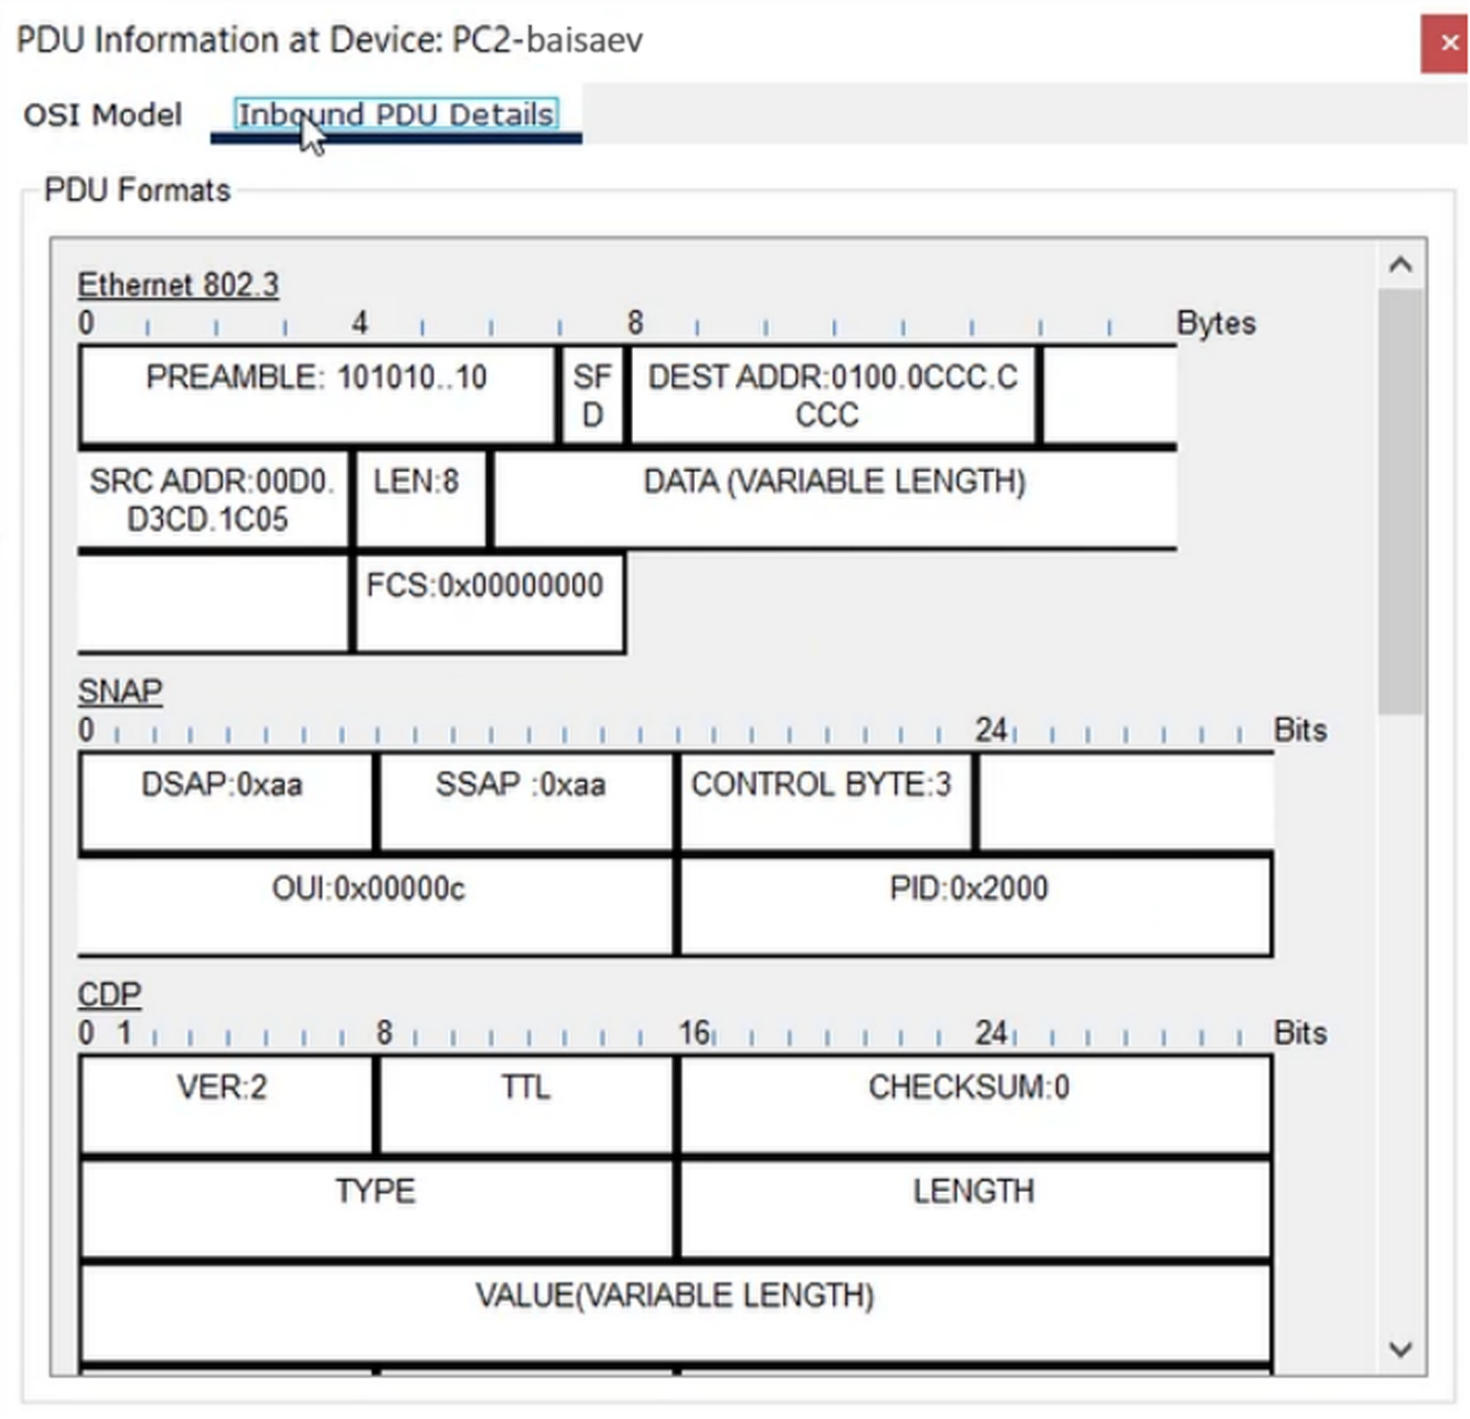 PDU Information at Device: PC2-baisaev
OSI Model Inbound PDU Details
PDU Formats
Ethernet 802.3
0 4 8 Bytes
PREAMBLE: 101010..10 SF DEST ADDR:0100.0CCC.C
D CCC
SRC ADDR:00D0. LEN:8 DATA (VARIABLE LENGTH)
D3CD.1C05
FCS:0x00000000
SNAP
0 24 Bits
DSAP:0xaa SSAP :0xaa CONTROL BYTE:3
OUI:0x00000c PID:0x2000
CDP
0 1 8 16 24 Bits
VER:2 TTL CHECKSUM:0
TYPE LENGTH
VALUE(VARIABLE LENGTH)